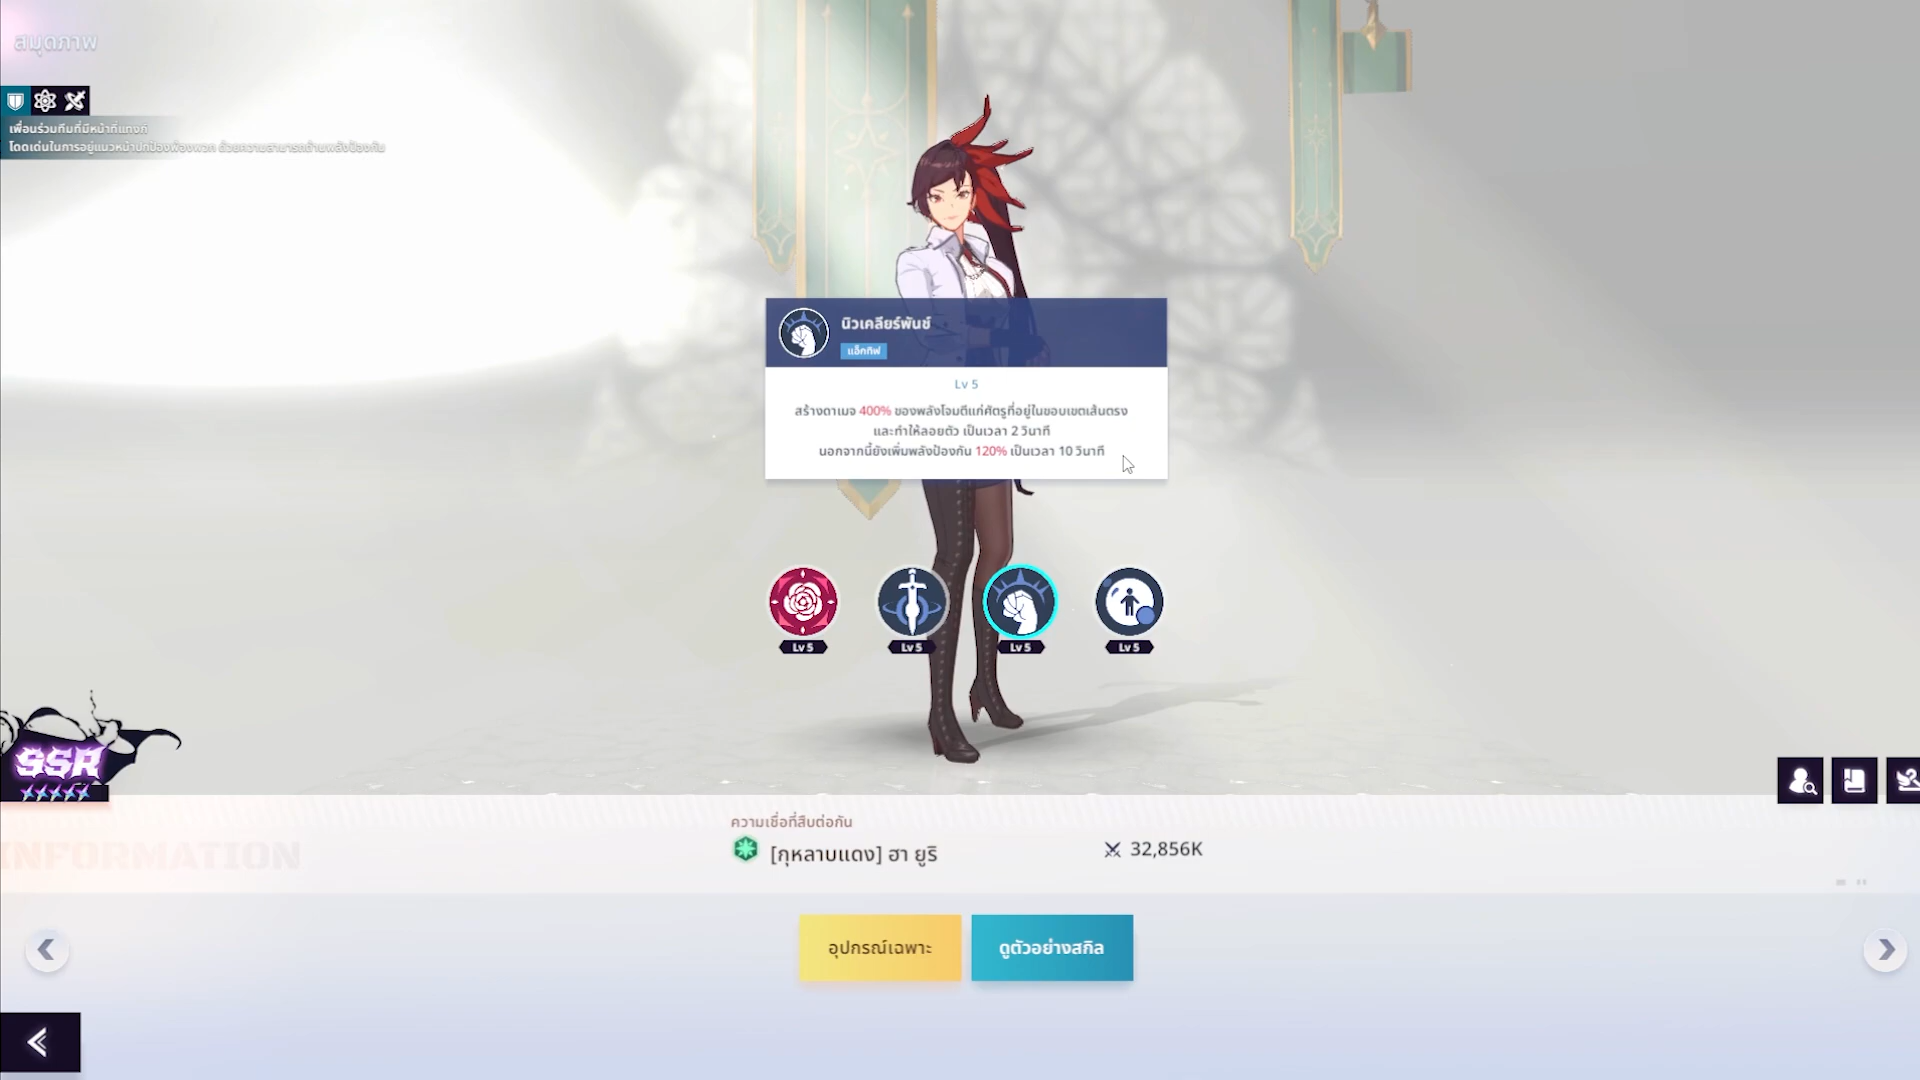 สมุดภาพ
เพื่อนร่วมทีมที่มีหน้าที่แทงก์
โดดเด่นในการอยู่แนวหน้าปกป้องพ้องพวก ด้วยความสามารถด้านพลังป้องกัน
นิวเคลียร์พันช์
แอ็กทิฟ
Lv 5
สร้างดาเมจ 400% ของพลังโจมตีแก่ศัตรูที่อยู่ในขอบเขตเส้นตรง
และทำให้ลอยตัว เป็นเวลา 2 วินาที
นอกจากนี้ยังเพิ่มพลังป้องกัน 120% เป็นเวลา 10 วินาที
Lv 5
Lv 5
Lv 5
Lv 5
SSR
ความเชื่อที่สืบต่อกัน
[กุหลาบแดง] ฮา ยูริ
32,856K
INFORMATION
อุปกรณ์เฉพาะ
ดูตัวอย่างสกิล